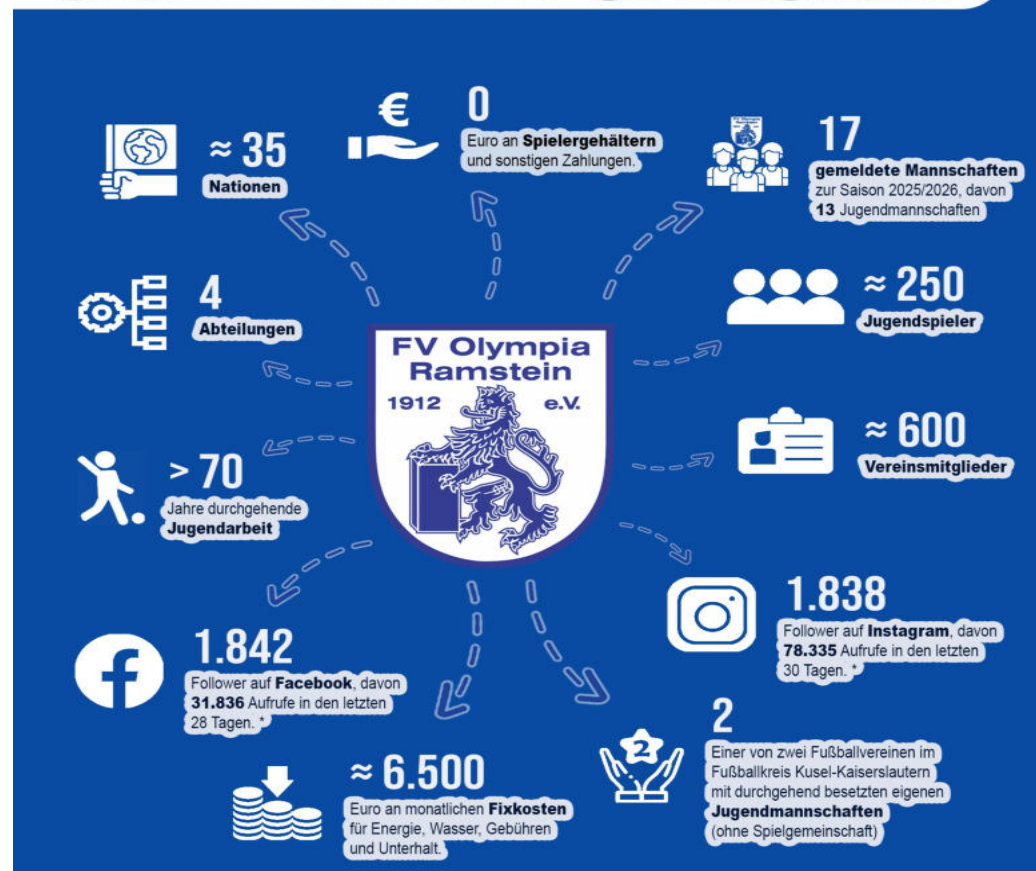 ≈ 35
Nationen
€
0
Euro an Spielergehältern
und sonstigen Zahlungen.
FV Olympia
Ramstein
17
gemeldete Mannschaften
zur Saison 2025/2026, davon
13 Jugendmannschaften
4
Abteilungen
≈ 250
Jugendspieler
FV Olympia
Ramstein
1912 e.V.
> 70
Jahre durchgehende
Jugendarbeit
≈ 600
Vereinsmitglieder
1.842
Follower auf Facebook, davon
31.836 Aufrufe in den letzten
28 Tagen. *
1.838
Follower auf Instagram, davon
78.335 Aufrufe in den letzten
30 Tagen. *
≈ 6.500
Euro an monatlichen Fixkosten
für Energie, Wasser, Gebühren
und Unterhalt.
2
2
Einer von zwei Fußballvereinen im
Fußballkreis Kusel-Kaiserslautern
mit durchgehend besetzten eigenen
Jugendmannschaften
(ohne Spielgemeinschaft)